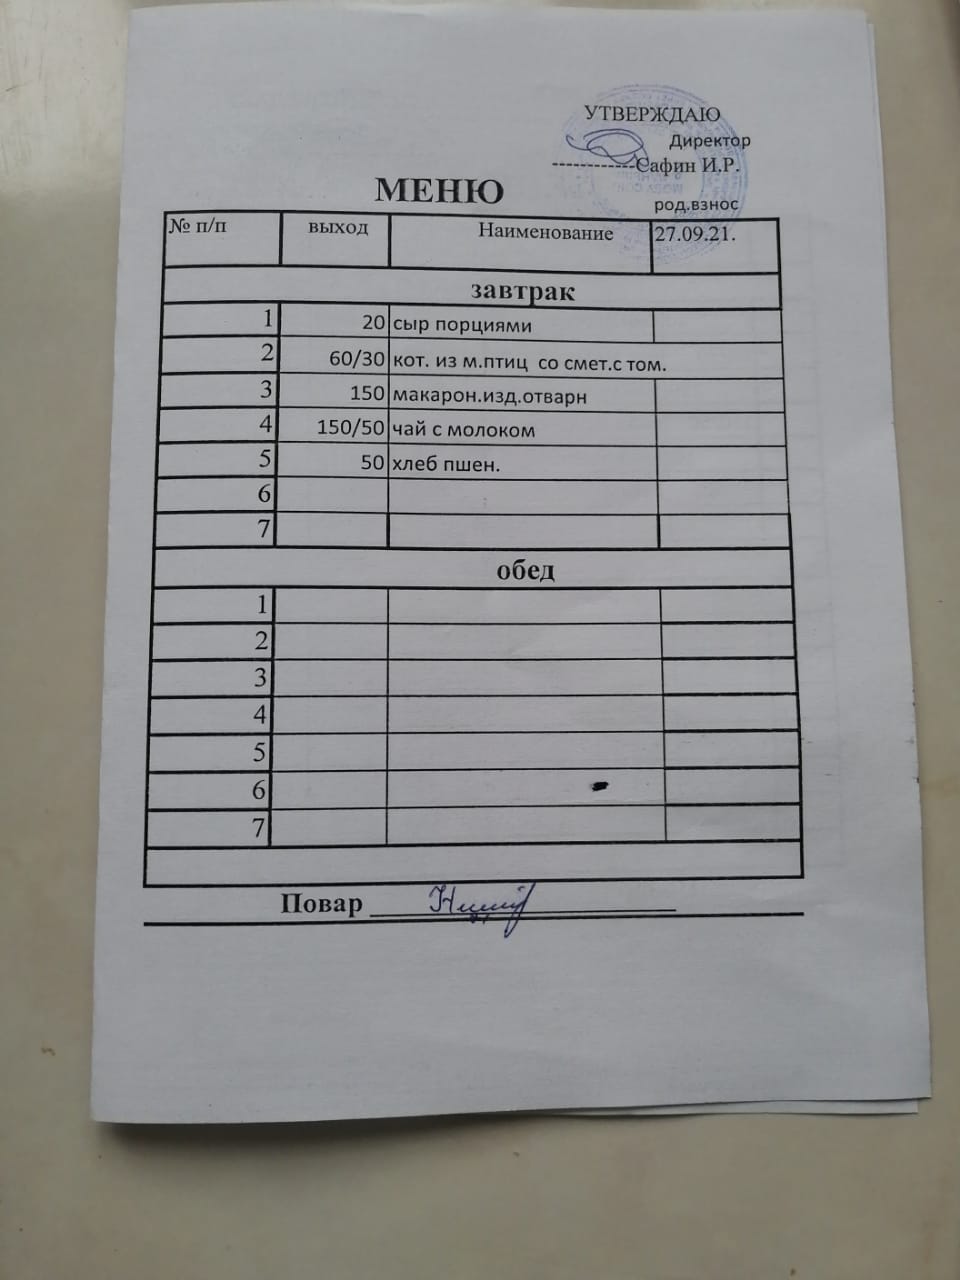 УТВЕРЖДАЮ
Директор
------------Сафин И.Р.
МЕНЮ
род.взнос
№ п/п выход Наименование 27.09.21.
завтрак
1 20 сыр порциями
2 60/30 кот. из м.птиц со смет.с том.
3 150 макарон.изд.отварн
4 150/50 чай с молоком
5 50 хлеб пшен.
6
7
обед
1
2
3
4
5
6
7
Повар